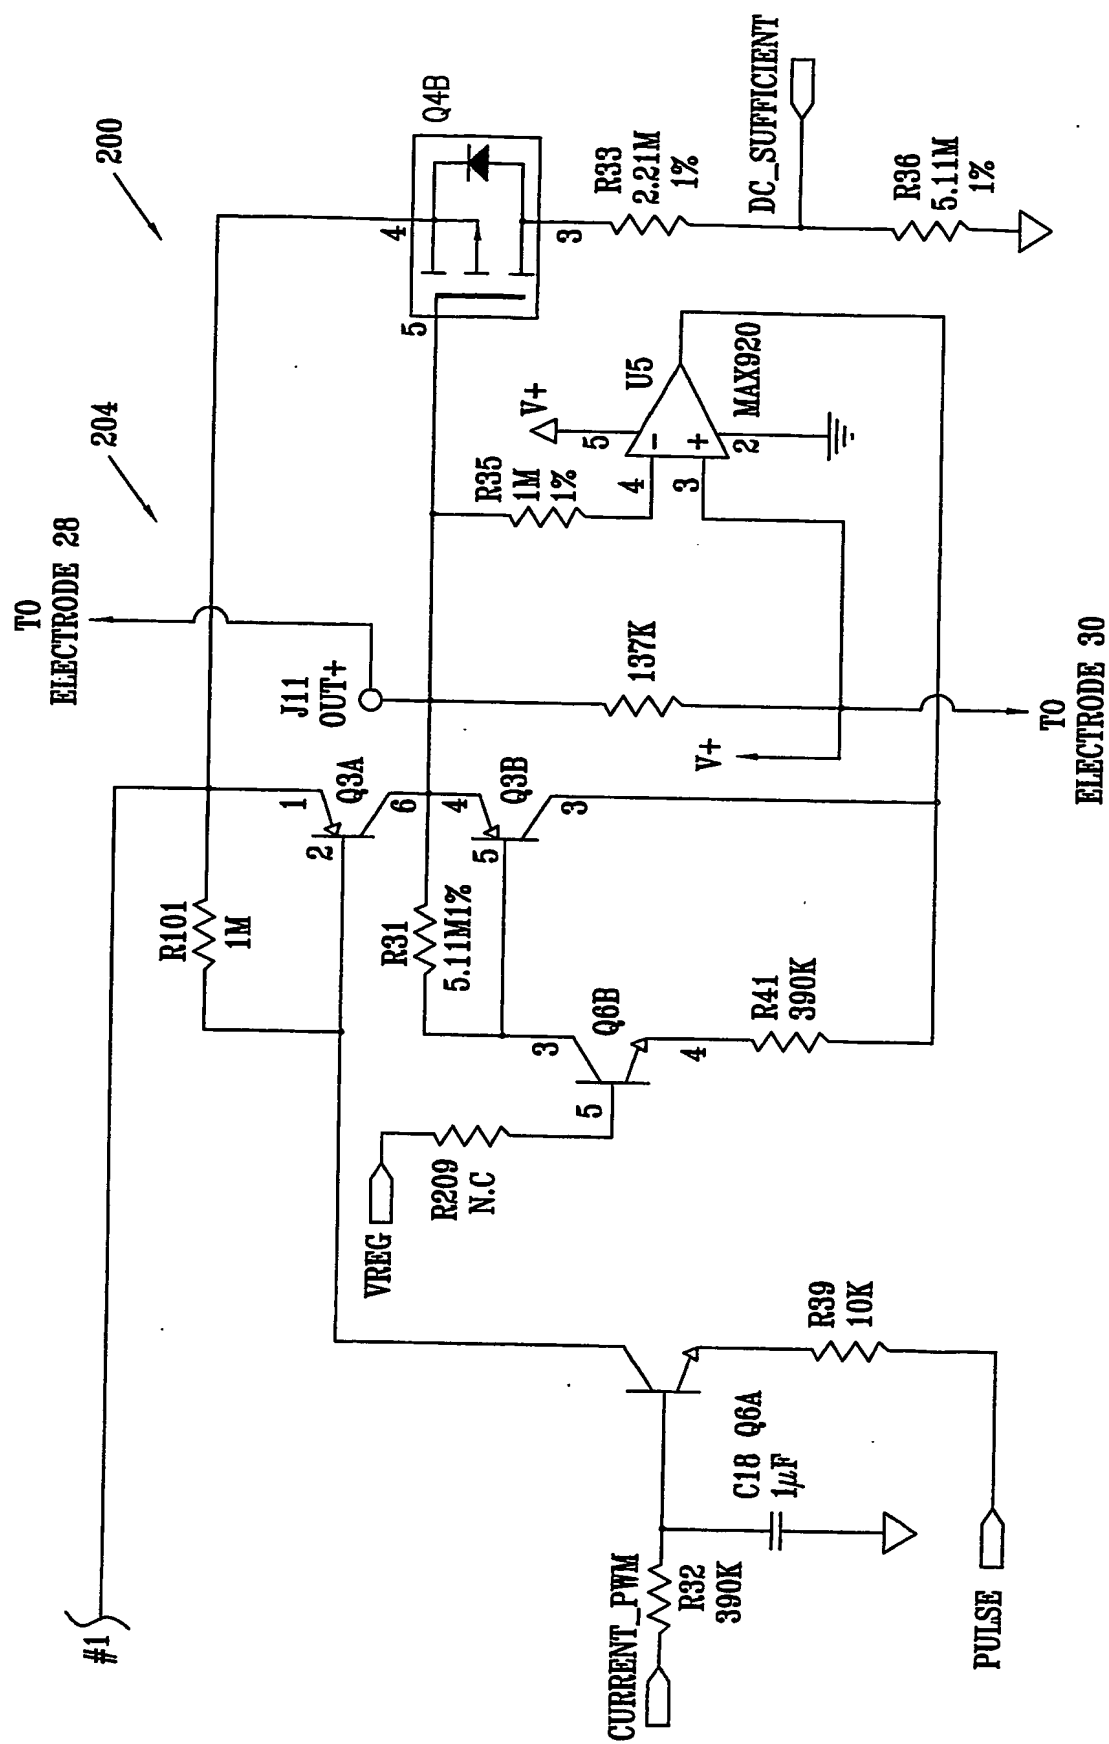 200
204
TO
ELECTRODE 28
#1
R101
1M
J11
OUT+
1
2
Q3A
6
4
5
Q3B
3
R31
5.11M1%
4
5
Q4B
3
R33
2.21M
1%
DC_SUFFICIENT
R36
5.11M
1%
V+
5
U5
4
3
2
MAX920
−
+
R35
1M
1%
137K
V+
TO
ELECTRODE 30
VREG
R209
N.C
5
3
Q6B
4
R41
390K
CURRENT_PWM
R32
390K
C18
1μF
Q6A
R39
10K
PULSE